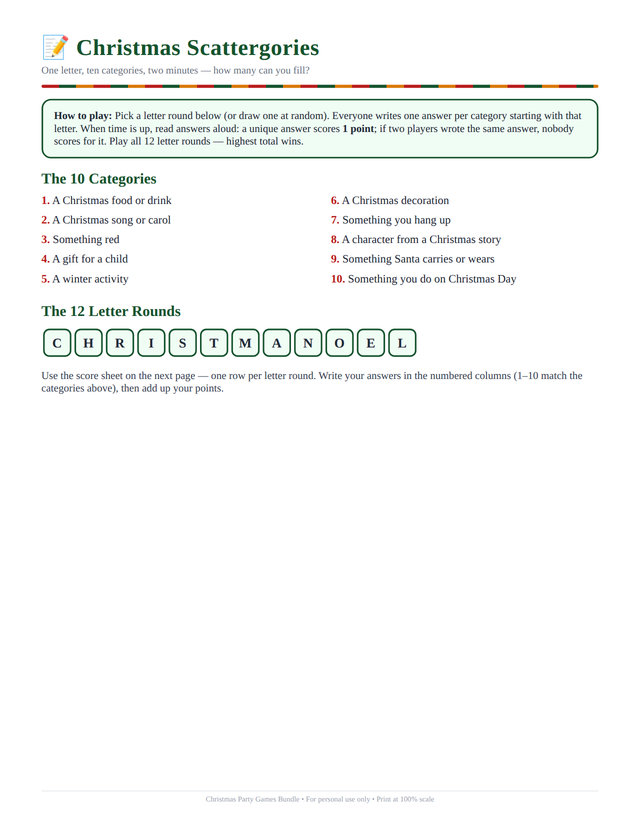 📝 Christmas Scattergories
One letter, ten categories, two minutes — how many can you fill?
How to play: Pick a letter round below (or draw one at random). Everyone writes one answer per category starting with that
letter. When time is up, read answers aloud: a unique answer scores 1 point; if two players wrote the same answer, nobody
scores for it. Play all 12 letter rounds — highest total wins.
The 10 Categories
1. A Christmas food or drink
2. A Christmas song or carol
3. Something red
4. A gift for a child
5. A winter activity
6. A Christmas decoration
7. Something you hang up
8. A character from a Christmas story
9. Something Santa carries or wears
10. Something you do on Christmas Day
The 12 Letter Rounds
C H R I S T M A N O E L
Use the score sheet on the next page — one row per letter round. Write your answers in the numbered columns (1–10 match the
categories above), then add up your points.
Christmas Party Games Bundle • For personal use only • Print at 100% scale